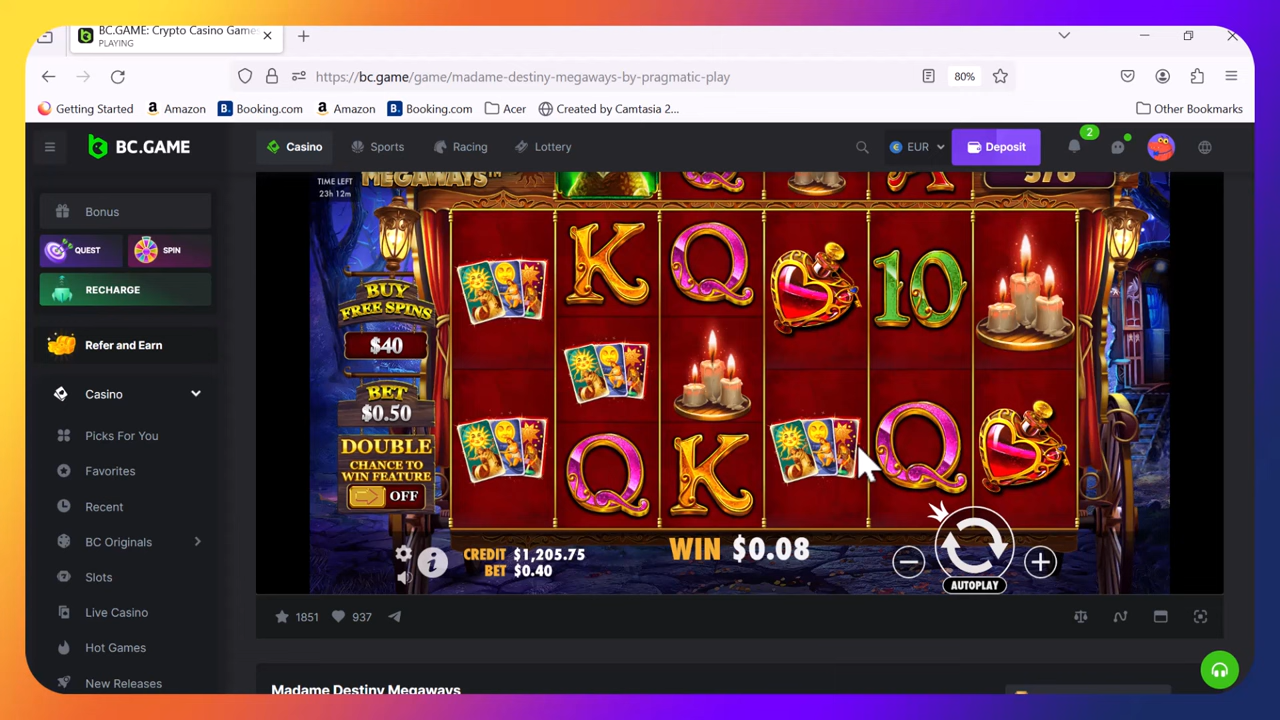 BC.GAME: Crypto Casino Game
PLAYING
https://bc.game/game/madame-destiny-megaways-by-pragmatic-play
80%
Getting Started
Amazon
B. Booking.com
Amazon
B. Booking.com
Acer
Created by Camtasia 2...
Other Bookmarks
BC.GAME
Casino
Sports
Racing
Lottery
EUR
Deposit
2
Bonus
QUEST
SPIN
RECHARGE
Refer and Earn
Casino
Picks For You
Favorites
Recent
BC Originals
Slots
Live Casino
Hot Games
New Releases
TIME LEFT
23h 12m
MEGAWAYS™
Q
A
BUY
FREE SPINS
$40
BET
$0.50
DOUBLE
CHANCE TO
WIN FEATURE
OFF
K Q 10
Q K Q
CREDIT $1,205.75
BET $0.40
WIN $0.08
AUTOPLAY
1851
937
Madame Destiny Megaways